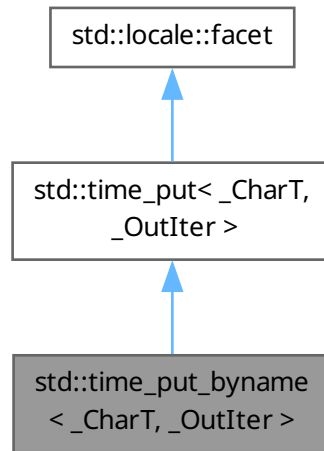 std::locale::facet
std::time_put< _CharT,
_OutIter >
std::time_put_byname
< _CharT, _OutIter >